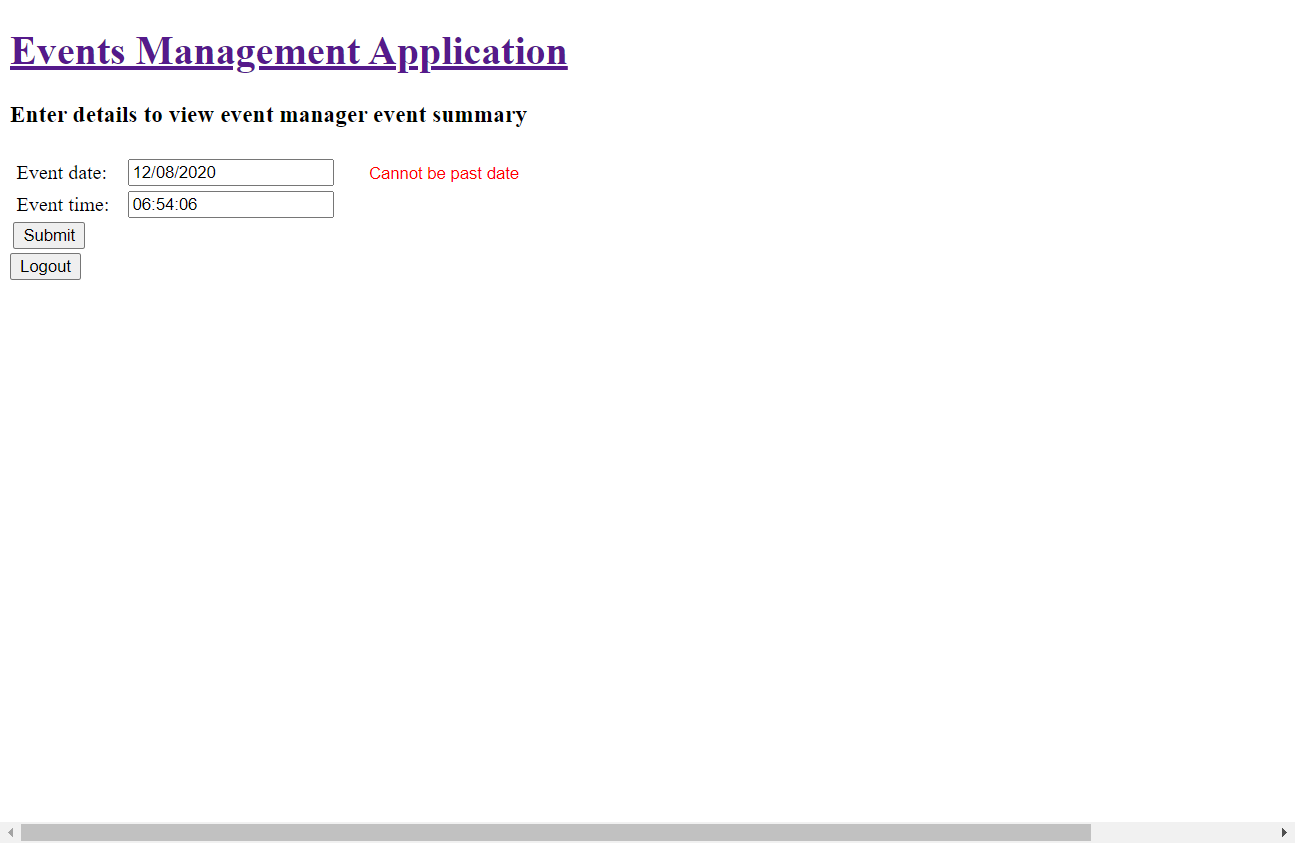 Events Management Application
Enter details to view event manager event summary
Event date: 12/08/2020 Cannot be past date
Event time: 06:54:06
Submit
Logout